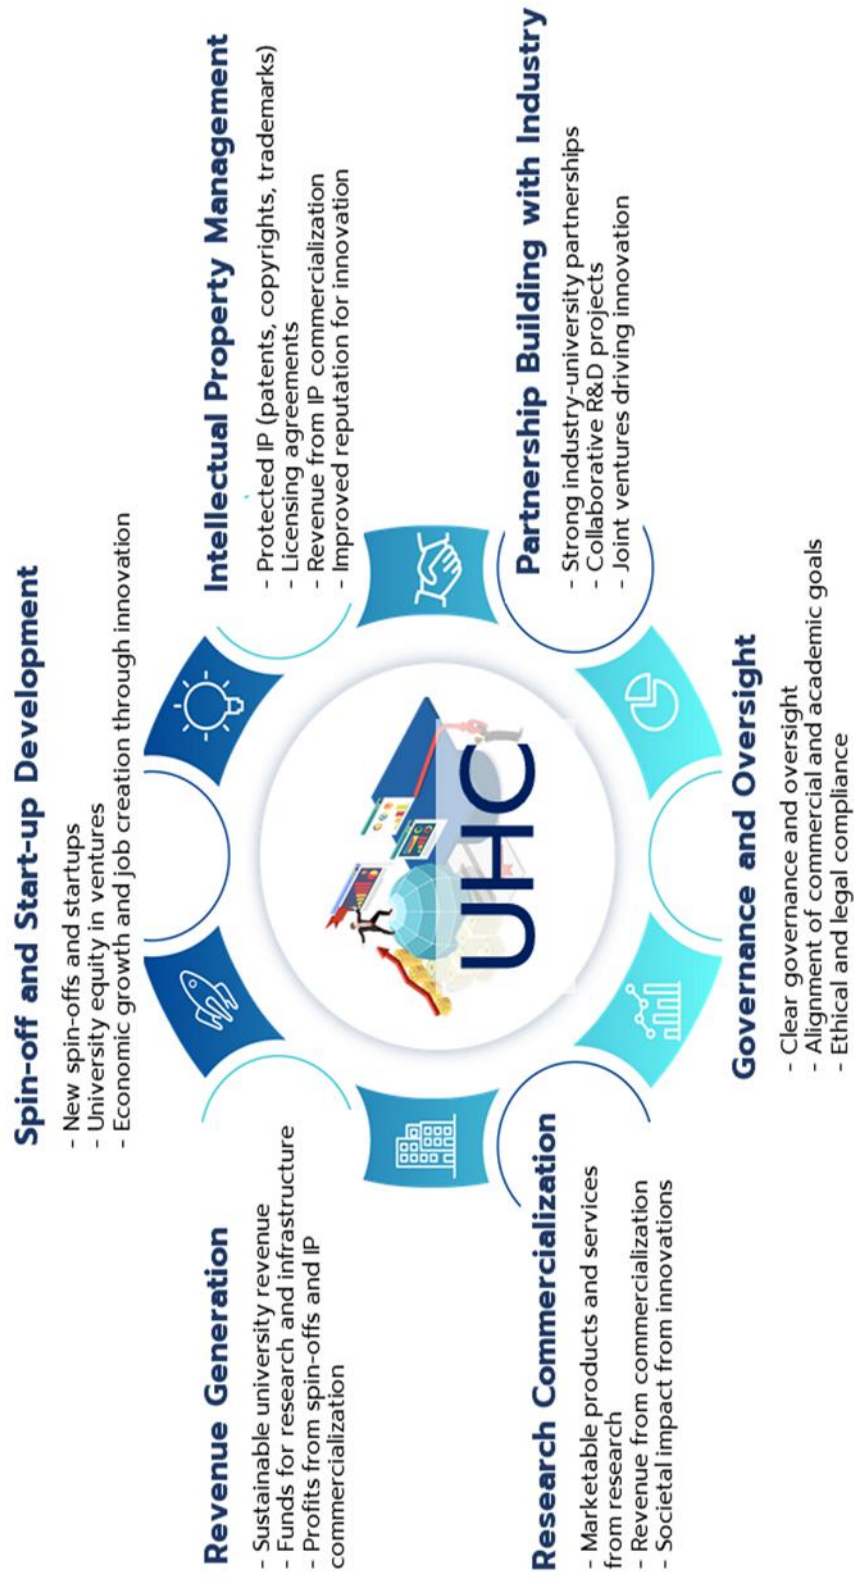 Spin-off and Start-up Development
- New spin-offs and startups
- University equity in ventures
- Economic growth and job creation through innovation
Revenue Generation
- Sustainable university revenue
- Funds for research and infrastructure
- Profits from spin-offs and IP
commercialization
Intellectual Property Management
- Protected IP (patents, copyrights, trademarks)
- Licensing agreements
- Revenue from IP commercialization
- Improved reputation for innovation
UHC
Research Commercialization
- Marketable products and services
from research
- Revenue from commercialization
- Societal impact from innovations
Partnership Building with Industry
- Strong industry-university partnerships
- Collaborative R&D projects
- Joint ventures driving innovation
Governance and Oversight
- Clear governance and oversight
- Alignment of commercial and academic goals
- Ethical and legal compliance